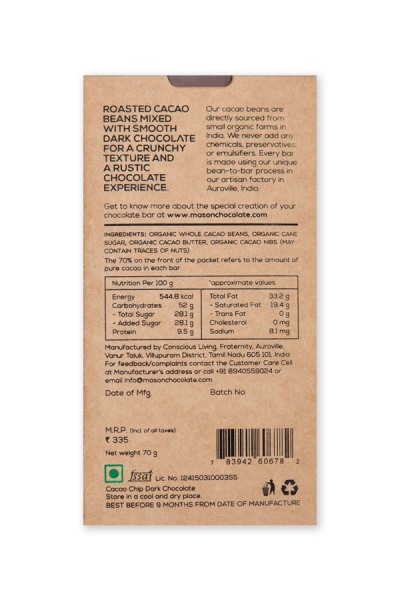 ROASTED CACAO
BEANS MIXED
WITH SMOOTH
DARK CHOCOLATE
FOR A CRUNCHY
TEXTURE AND
A RUSTIC
CHOCOLATE
EXPERIENCE.
Our cacao beans are
directly sourced from
small organic farms in
India. We never add any
chemicals, preservatives
or emulsifiers. Every bar
is made using our unique
bean-to-bar process in
our artisan factory in
Auroville, India.
Get to know more about the special creation of your
chocolate bar at www.masonchocolate.com
INGREDIENTS: ORGANIC WHOLE CACAO BEANS, ORGANIC CANE
SUGAR, ORGANIC CACAO BUTTER, ORGANIC CACAO NIBS (MAY
CONTAIN TRACES OF NUTS)
The 70% on the front of the packet refers to the amount of
pure cacao in each bar.
Nutrition Per 100 g *approximate values
Energy 544.8 kcal
Carbohydrates 52 g
- Total Sugar 28.1 g
- Added Sugar 28.1 g
Protein 9.5 g
Total Fat 33.2 g
- Saturated Fat 19.4 g
- Trans Fat 0 g
Cholesterol 0 mg
Sodium 8.1 mg
Manufactured by Conscious Living, Fraternity, Auroville,
Vanur Taluk, Villupuram District, Tamil Nadu 605 101, India
For feedback/complaints contact the Customer Care Cell
at Manufacturer's address or call +91 8940559024 or
email info@masonchocolate.com
Date of Mfg. Batch No.
M.R.P. (Incl. of all taxes)
₹ 335
Net weight 70 g
7 83942 60678 2
fssai Lic. No. 12415031000355
Cacao Chip Dark Chocolate
Store in a cool and dry place.
BEST BEFORE 9 MONTHS FROM DATE OF MANUFACTURE